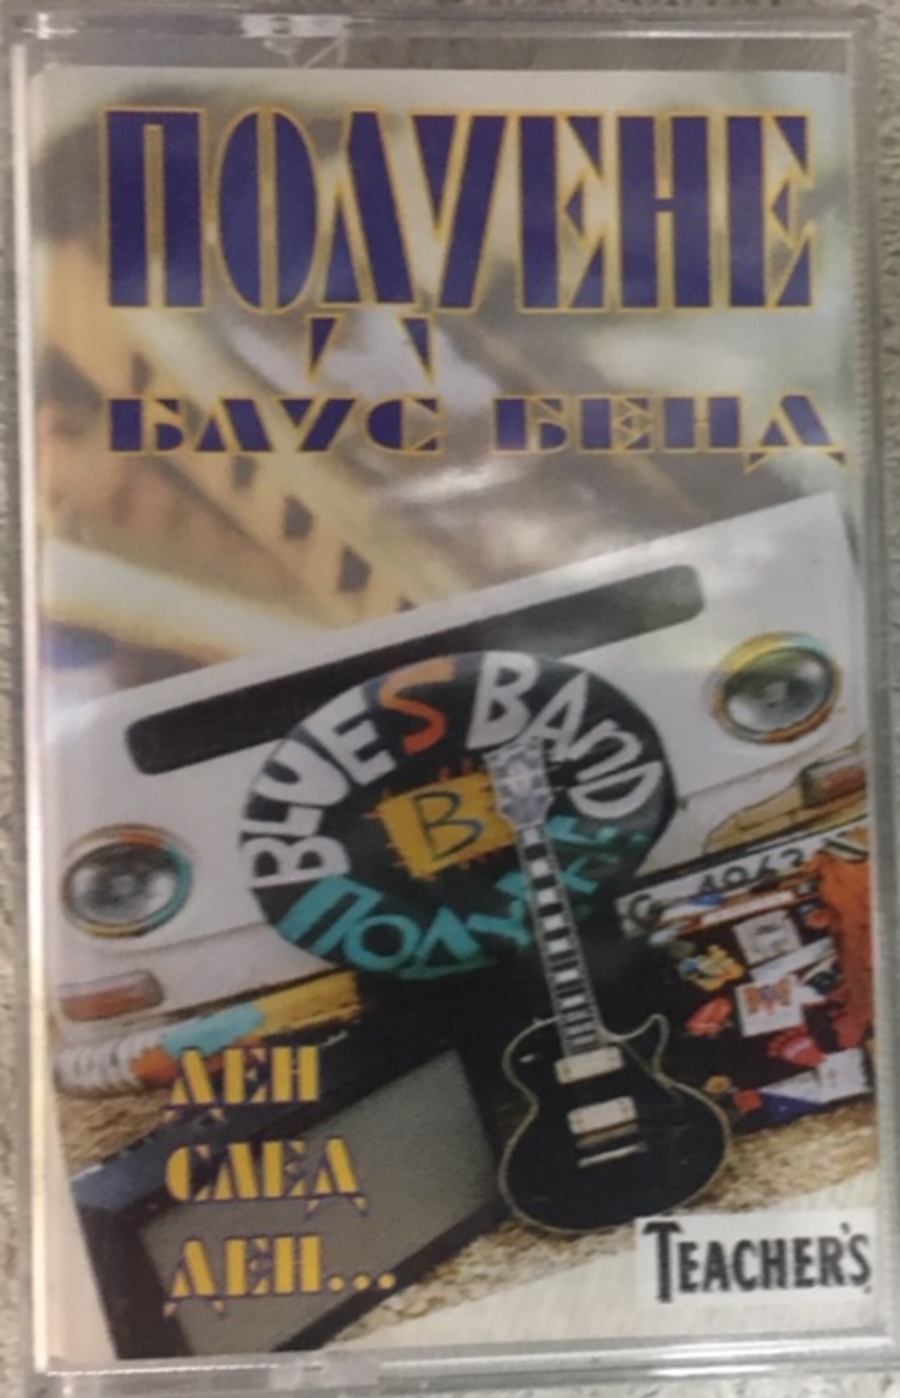 ПОДУЕНЕ
БЛУС БЕНД
BLUES BAND
B
ПОДУЕНЕ
ДЕН
СЛЕД
ДЕН...
TEACHER'S